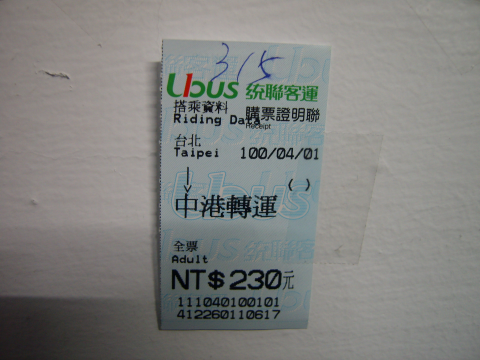 315
Ubus 統聯客運
搭乘資料 購票證明聯
Riding Data Receipt
台北
Taipei 100/04/01
( )
中港轉運
全票
Adult
NT$230元
111040100101
412260110617